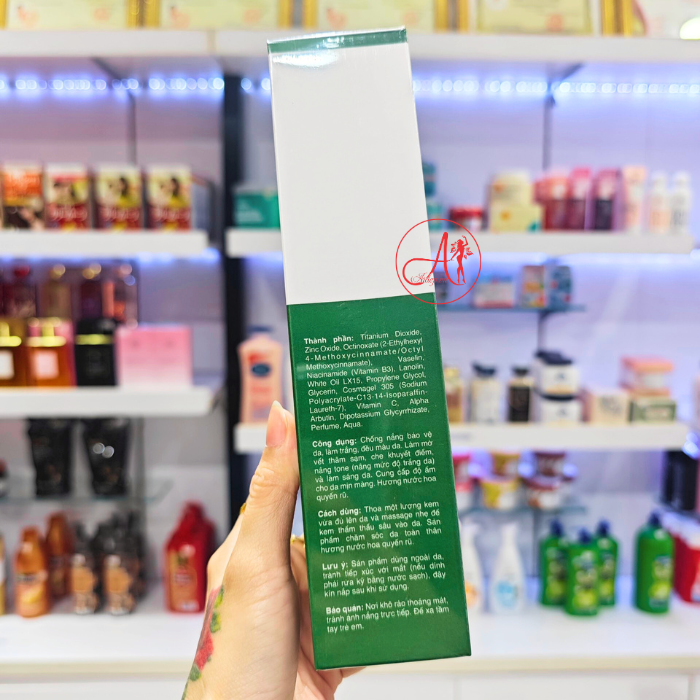 A
Thành phần: Titanium Dioxide,
Zinc Oxide, Octinoxate (2-Ethylhexyl
4-Methoxycinnamate/Octyl
Methoxycinnamate), Vaselin,
Niacinamide (Vitamin B3), Lanoin,
White Oil LX15, Propylene Glycol,
Glycerin, Cosmagel 305 (Sodium
Polyacrylate-C13-14-Isoparaffin-
Laureth-7), Vitamin C, Alpha
Arbutin, Dipotassium Glycyrrhizate,
Perfume, Aqua.
Công dụng: Chống nắng bảo vệ
da, làm trắng, đều màu da. Làm mờ
vết thâm sạm, che khuyết điểm,
nâng tone (nâng mức độ trắng da)
và làm sáng da. Cung cấp độ ẩm
cho da mịn màng. Hương nước hoa
quyến rũ.
Cách dùng: Thoa một lượng kem
vừa đủ lên da và massage nhẹ để
kem thẩm thấu sâu vào da. Sản
phẩm chăm sóc da toàn thân
hương nước hoa quyến rũ.
Lưu ý: Sản phẩm dùng ngoài da,
tránh tiếp xúc với mắt (nếu dính
phải rửa kỹ bằng nước sạch), đậy
kín nắp sau khi sử dụng.
Bảo quản: Nơi khô ráo thoáng mát,
tránh ánh nắng trực tiếp. Để xa tầm
tay trẻ em.